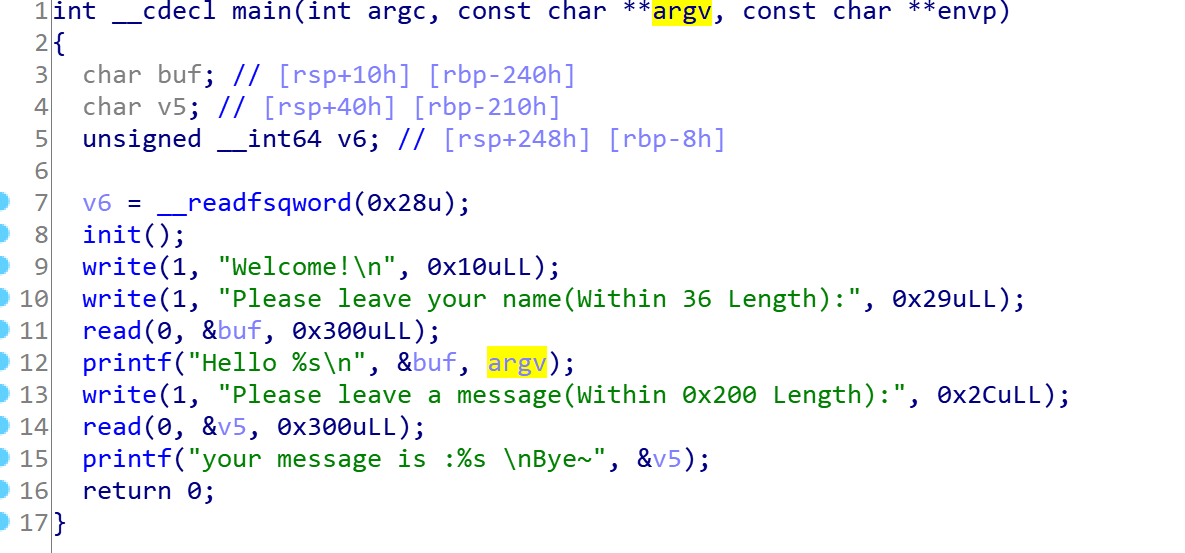 1 int __cdecl main(int argc, const char **argv, const char **envp)
2 {
3   char buf; // [rsp+10h] [rbp-240h]
4   char v5; // [rsp+40h] [rbp-210h]
5   unsigned __int64 v6; // [rsp+248h] [rbp-8h]
6
7   v6 = __readfsqword(0x28u);
8   init();
9   write(1, "Welcome!\n", 0x10uLL);
10   write(1, "Please leave your name(Within 36 Length):", 0x29uLL);
11   read(0, &buf, 0x300uLL);
12   printf("Hello %s\n", &buf, argv);
13   write(1, "Please leave a message(Within 0x200 Length):", 0x2CuLL);
14   read(0, &v5, 0x300uLL);
15   printf("your message is :%s \nBye~", &v5);
16   return 0;
17 }